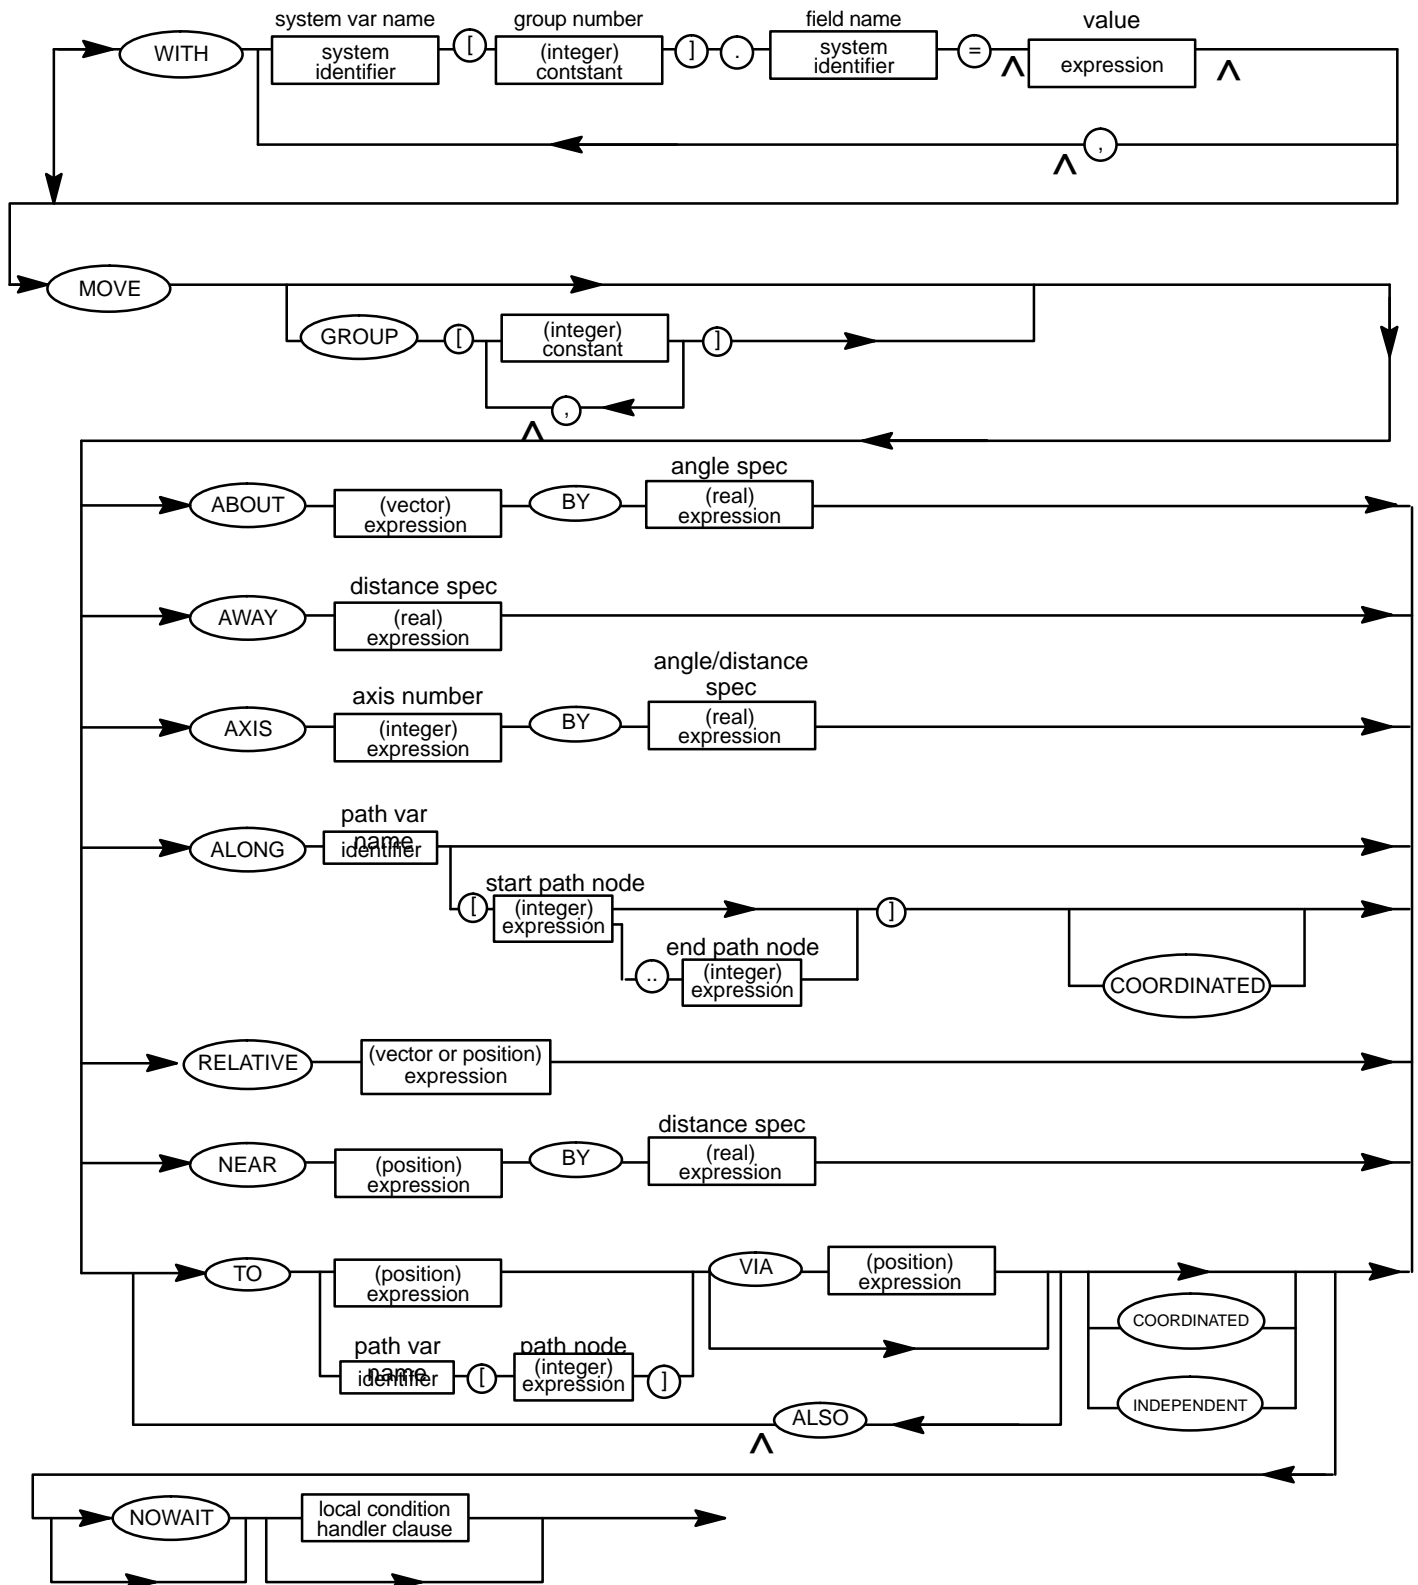 system var name group number field name value
WITH system identifier [ (integer) contstant ] . system identifier = ^ expression ^
^ ,
MOVE
GROUP [ (integer) constant ]
,
^
angle spec
ABOUT (vector) expression BY (real) expression
distance spec
AWAY (real) expression
angle/distance spec
axis number
AXIS (integer) expression BY (real) expression
path var name
ALONG identifier
start path node
[ (integer) expression ]
end path node
.. (integer) expression
COORDINATED
RELATIVE (vector or position) expression
distance spec
NEAR (position) expression BY (real) expression
TO (position) expression VIA (position) expression
COORDINATED
path var name path node
identifier [ (integer) expression ]
INDEPENDENT
ALSO
^
NOWAIT local condition handler clause